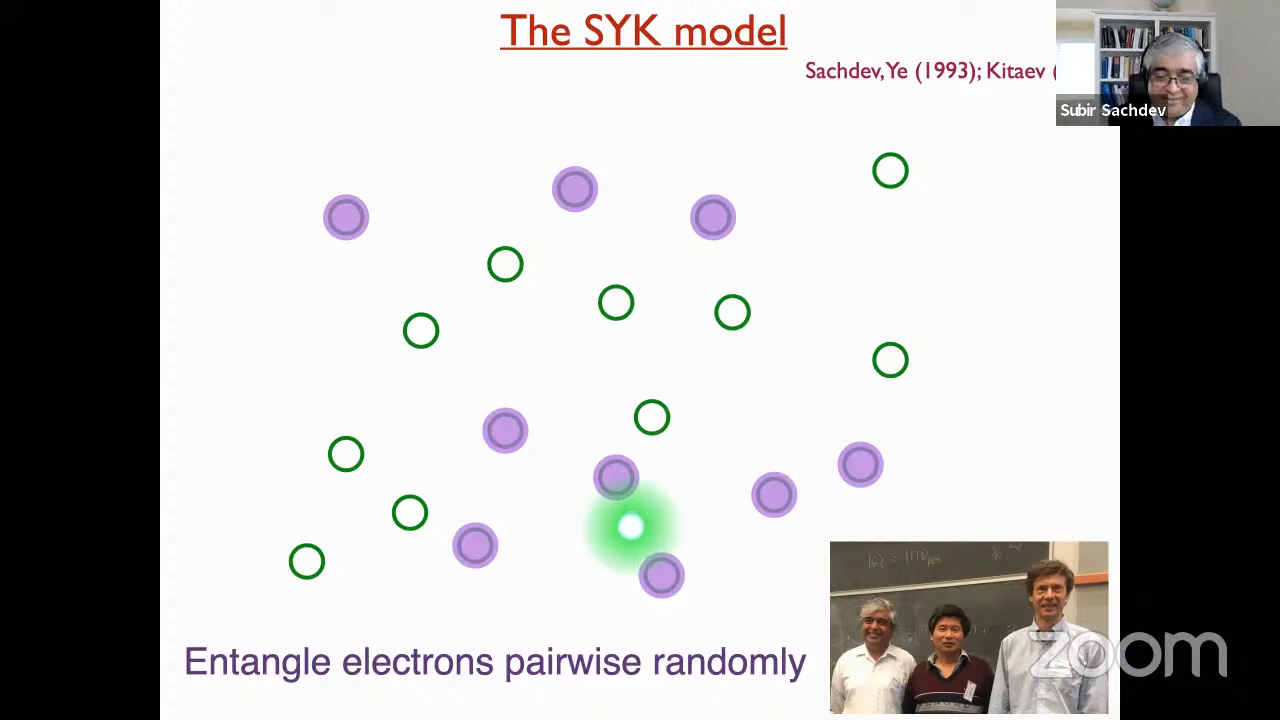 The SYK model
Sachdev, Ye (1993); Kitaev (
Subir Sachdev
Entangle electrons pairwise randomly
zoom